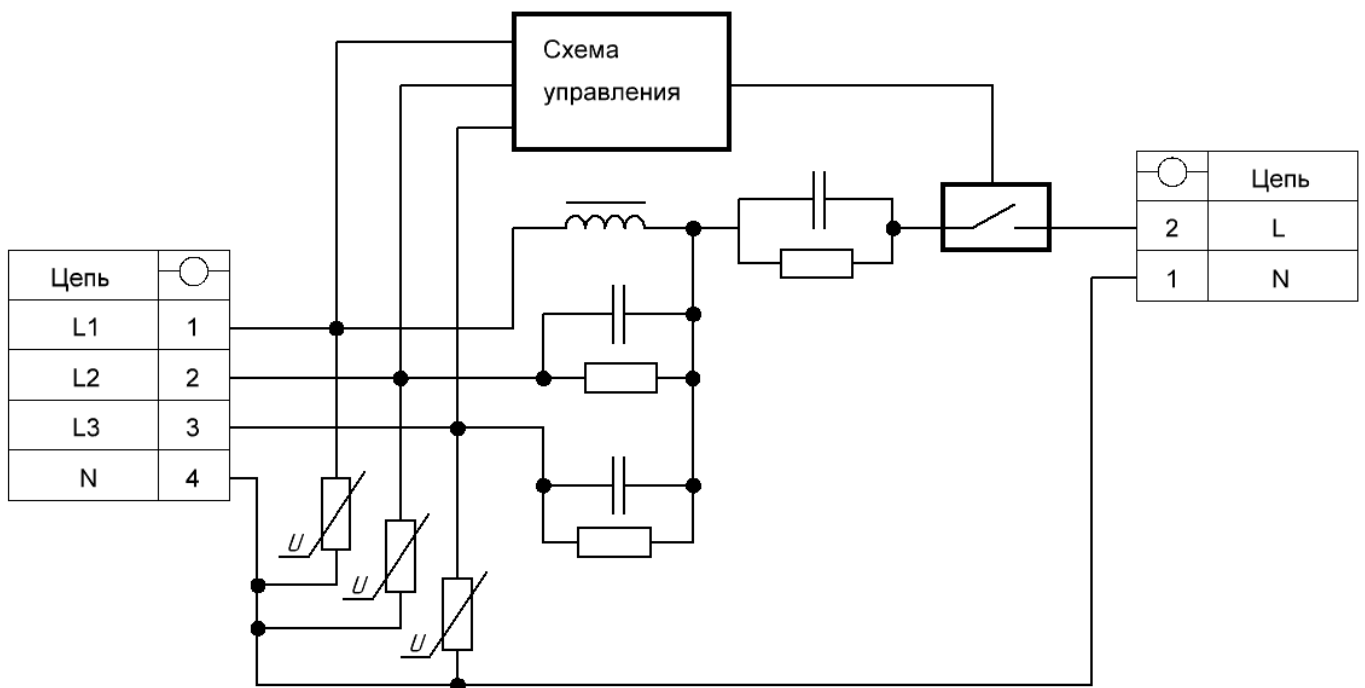 Схема
управления
Цепь
2 L
1 N
Цепь
L1 1
L2 2
L3 3
N 4
U
U
U